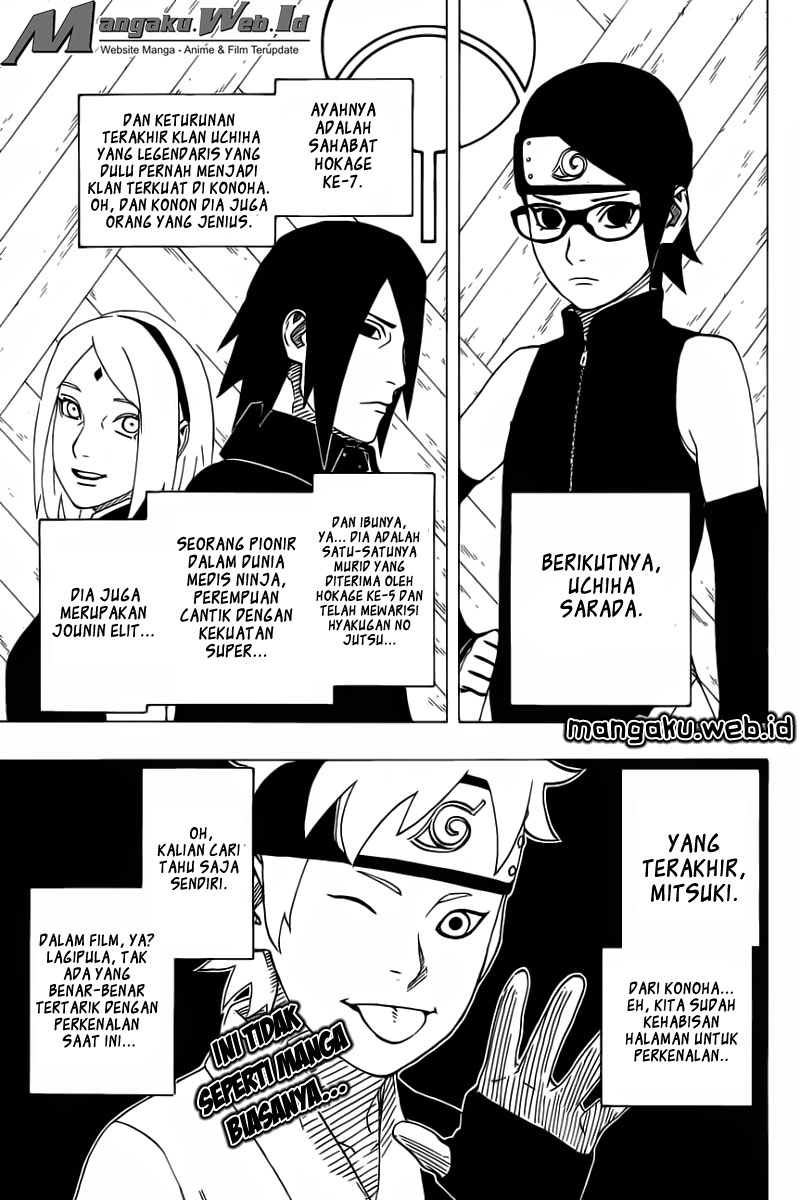 Mangaku.Web.Id
Website Manga - Anime & Film Terupdate
BERIKUTNYA,
UCHIHA
SARADA.
AYAHNYA
ADALAH
SAHABAT
HOKAGE
KE-7.
DAN KETURUNAN
TERAKHIR KLAN UCHIHA
YANG LEGENDARIS YANG
DULU PERNAH MENJADI
KLAN TERKUAT DI KONOHA.
OH, DAN KONON DIA JUGA
ORANG YANG JENIUS.
DAN IBUNYA,
YA... DIA ADALAH
SATU-SATUNYA
MURID YANG
DITERIMA OLEH
HOKAGE KE-5 DAN
TELAH MEWARISI
HYAKUGAN NO
JUTSU...
SEORANG PIONIR
DALAM DUNIA
MEDIS NINJA,
PEREMPUAN
CANTIK DENGAN
KEKUATAN
SUPER...
DIA JUGA
MERUPAKAN
JOUNIN ELIT...
mangaku.web.id
YANG
TERAKHIR,
MITSUKI.
DARI KONOHA...
EH, KITA SUDAH
KEHABISAN
HALAMAN UNTUK
PERKENALAN..
OH,
KALIAN CARI
TAHU SAJA
SENDIRI.
DALAM FILM, YA?
LAGIPULA, TAK
ADA YANG
BENAR-BENAR
TERTARIK DENGAN
PERKENALAN
SAAT INI...
INI TIDAK
SEPERTI MANGA
BIASANYA...